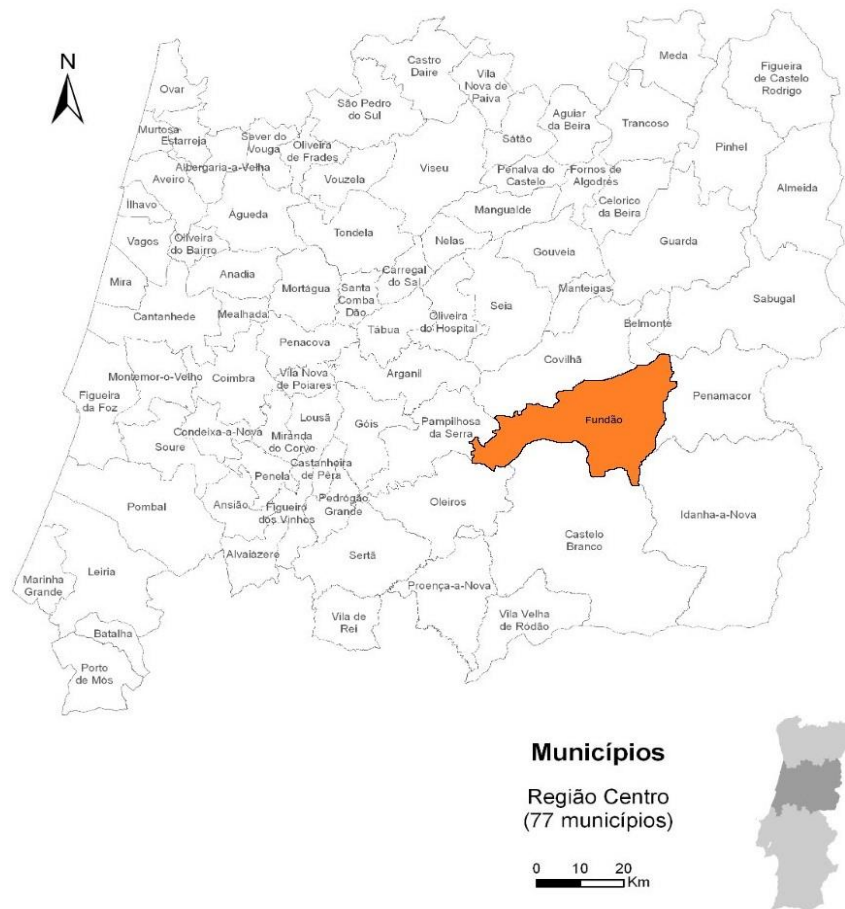 N
Ovar
Castro
Daire
Vila
Nova de
Paiva
Meda
Figueira
de Castelo
Rodrigo
São Pedro
do Sul
Aguiar
da Beira
Trancoso
Murtosa
Estarreja
Sever do
Vouga
Oliveira
de Frades
Sátão
Pinhel
Albergaria-a-Velha
Aveiro
Vouzela
Viseu
Penalva do
Castelo
Fornos de
Algodrês
Almeida
Ílhavo
Águeda
Mangualde
Celorico
da Beira
Vagos
Oliveira
do Bairro
Tondela
Nelas
Gouveia
Guarda
Mira
Anadia
Mortágua
Santa
Comba
Dão
Carregal
do Sal
Seia
Manteigas
Sabugal
Cantanhede
Mealhada
Tábua
Oliveira
do Hospital
Belmonte
Penacova
Covilhã
Figueira
da Foz
Montemor-o-Velho
Coimbra
Vila Nova
de Poiares
Arganil
Penamacor
Lousã
Góis
Pampilhosa
da Serra
Fundão
Condeixa-a-Nova
Soure
Miranda
do Corvo
Castanheira
de Pêra
Penela
Pombal
Ansião
Figueiro
dos Vinhos
Pedrógão
Grande
Oleiros
Castelo
Branco
Idanha-a-Nova
Alvaiázere
Sertã
Marinha
Grande
Leiria
Proença-a-Nova
Vila de
Rei
Vila Velha
de Ródão
Batalha
Porto
de Mós
Municípios
Região Centro
(77 municípios)
0 10 20
Km